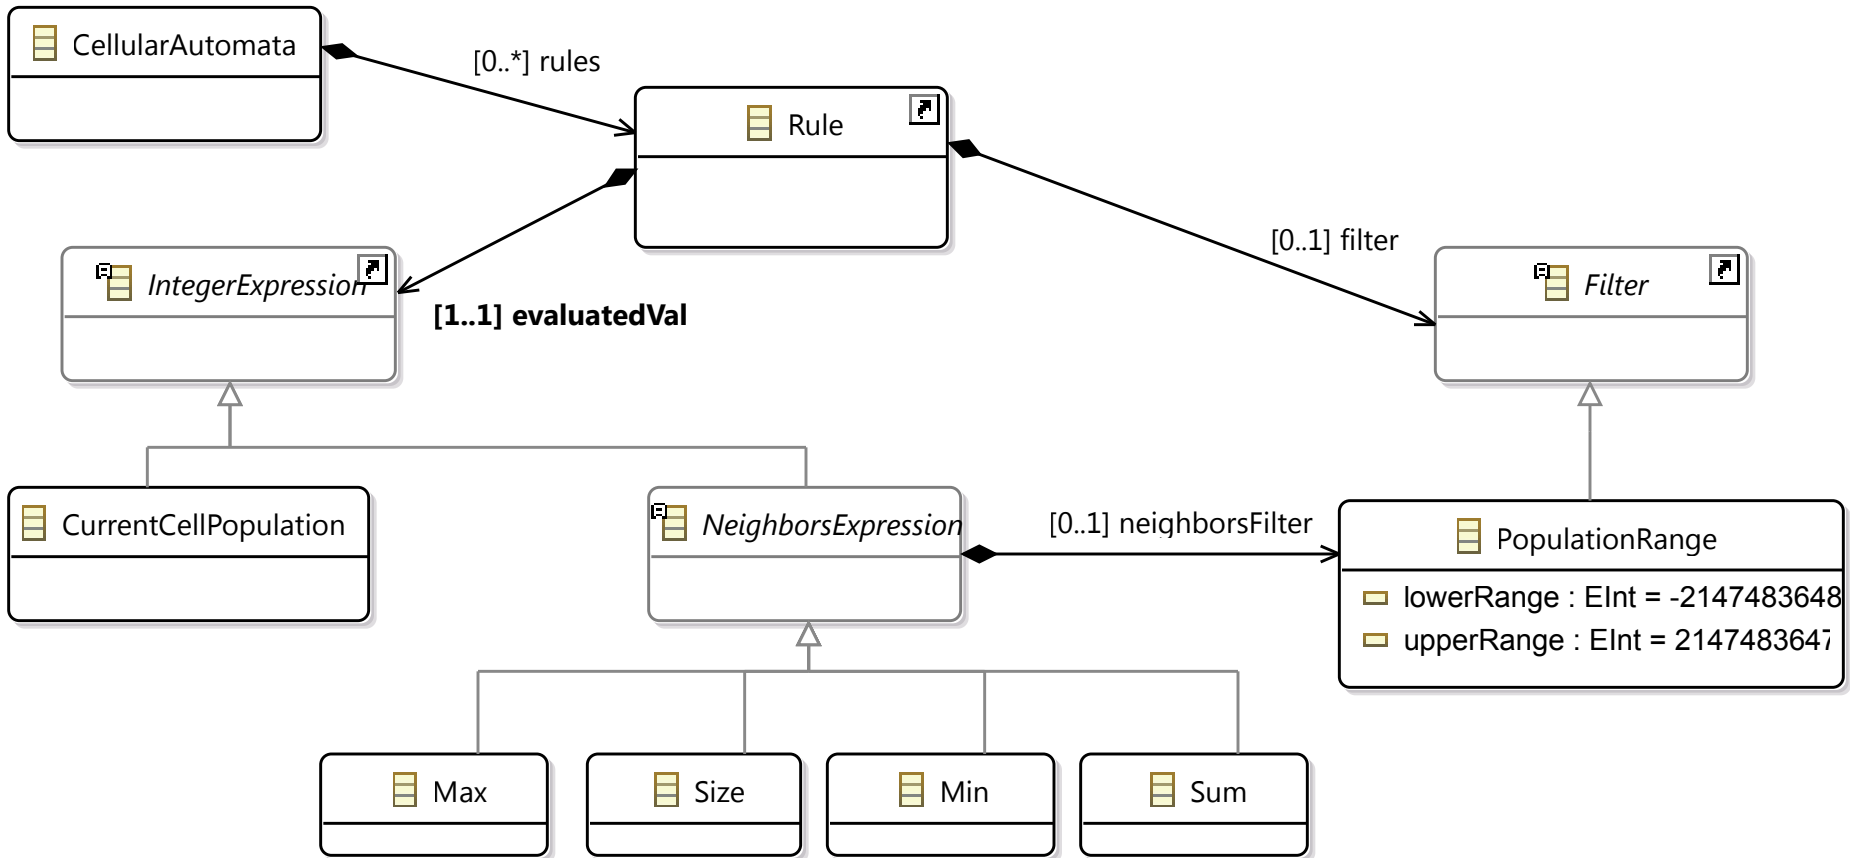 CellularAutomata
[0..*] rules
Rule
[0..1] filter
IntegerExpression
Filter
[1..1] evaluatedVal
CurrentCellPopulation
NeighborsExpression
[0..1] neighborsFilter
PopulationRange
lowerRange : EInt = -2147483648
upperRange : EInt = 2147483647
Max
Size
Min
Sum